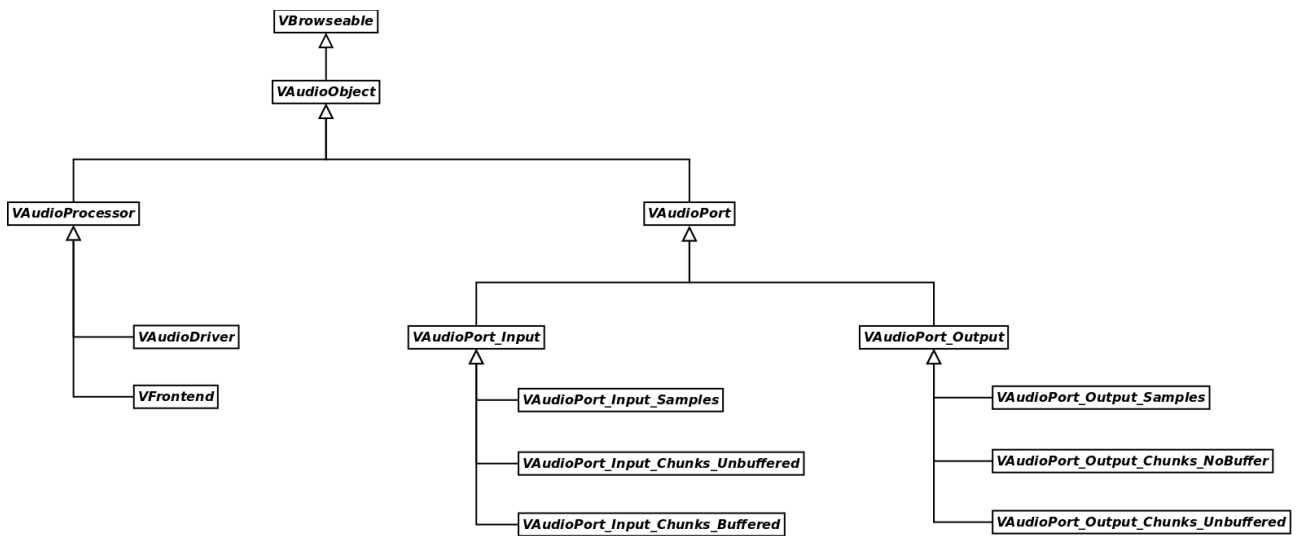 VBrowseable
VAudioObject
VAudioProcessor
VAudioPort
VAudioDriver
VAudioPort_Input
VAudioPort_Output
VFrontend
VAudioPort_Input_Samples
VAudioPort_Output_Samples
VAudioPort_Input_Chunks_Unbuffered
VAudioPort_Output_Chunks_NoBuffer
VAudioPort_Input_Chunks_Buffered
VAudioPort_Output_Chunks_Unbuffered